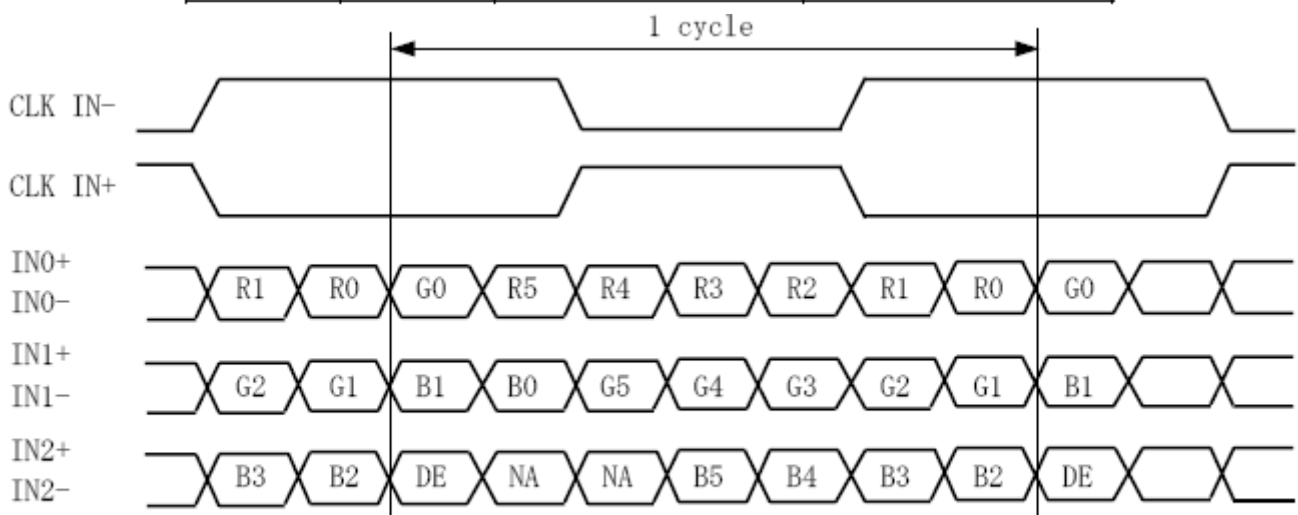 1 cycle
CLK IN-
CLK IN+
IN0+
IN0-
R1 R0 G0 R5 R4 R3 R2 R1 R0 G0
IN1+
IN1-
G2 G1 B1 B0 G5 G4 G3 G2 G1 B1
IN2+
IN2-
B3 B2 DE NA NA B5 B4 B3 B2 DE